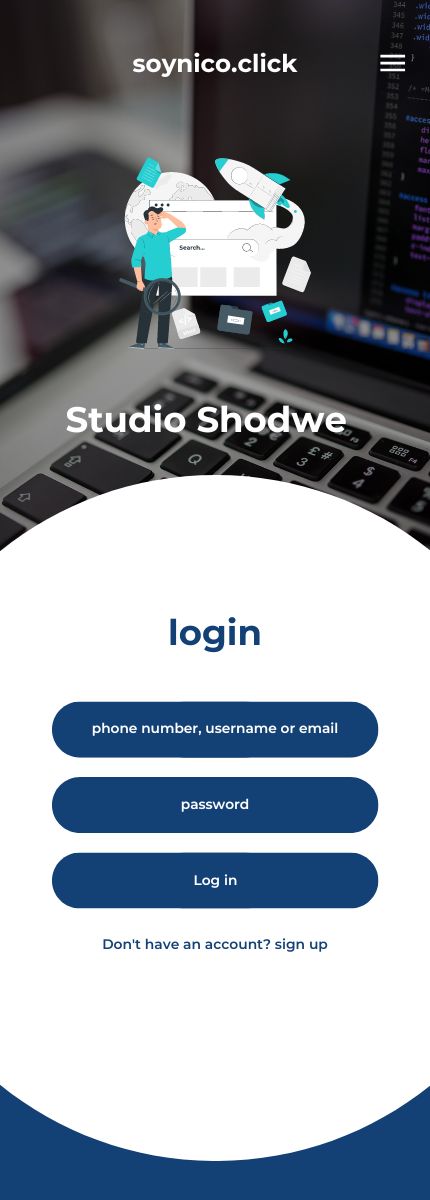 soynico.click
Search...
Studio Shodwe
login
phone number, username or email
password
Log in
Don't have an account? sign up